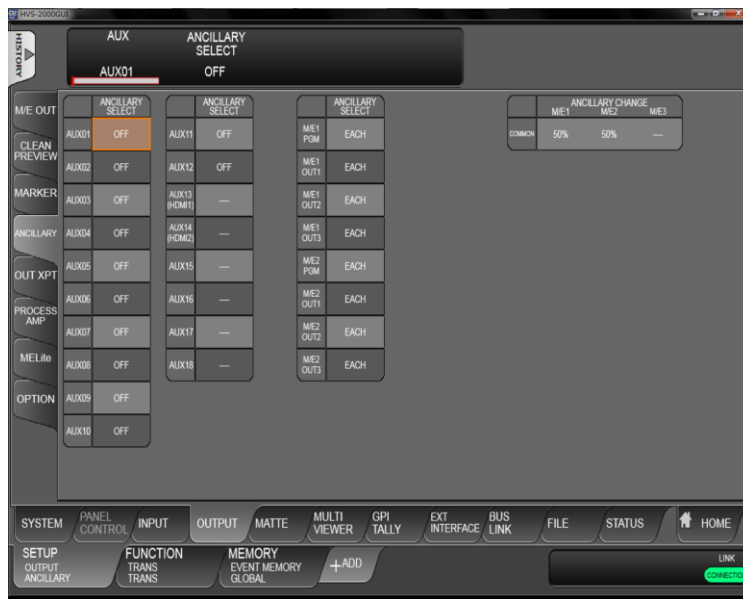 HVS-2000GUI
HISTORY
AUX ANCILLARY SELECT
AUX01 OFF
M/E OUT
CLEAN PREVIEW
MARKER
ANCILLARY
OUT XPT
PROCESS AMP
MELite
OPTION
ANCILLARY SELECT
AUX01 OFF
AUX02 OFF
AUX03 OFF
AUX04 OFF
AUX05 OFF
AUX06 OFF
AUX07 OFF
AUX08 OFF
AUX09 OFF
AUX10 OFF
ANCILLARY SELECT
AUX11 OFF
AUX12 OFF
AUX13 (HDMI1) ---
AUX14 (HDMI2) ---
AUX15 ---
AUX16 ---
AUX17 ---
AUX18 ---
ANCILLARY SELECT
M/E1 PGM EACH
M/E1 OUT1 EACH
M/E1 OUT2 EACH
M/E1 OUT3 EACH
M/E2 PGM EACH
M/E2 OUT1 EACH
M/E2 OUT2 EACH
M/E2 OUT3 EACH
ANCILLARY CHANGE
M/E1 M/E2 M/E3
COMMON 50% 50% ---
SYSTEM PANEL CONTROL INPUT OUTPUT MATTE MULTI VIEWER GPI TALLY EXT INTERFACE BUS LINK FILE STATUS HOME
SETUP
OUTPUT
ANCILLARY
FUNCTION
TRANS
TRANS
MEMORY
EVENT MEMORY
GLOBAL
+ADD
LINK
CONNECTIO